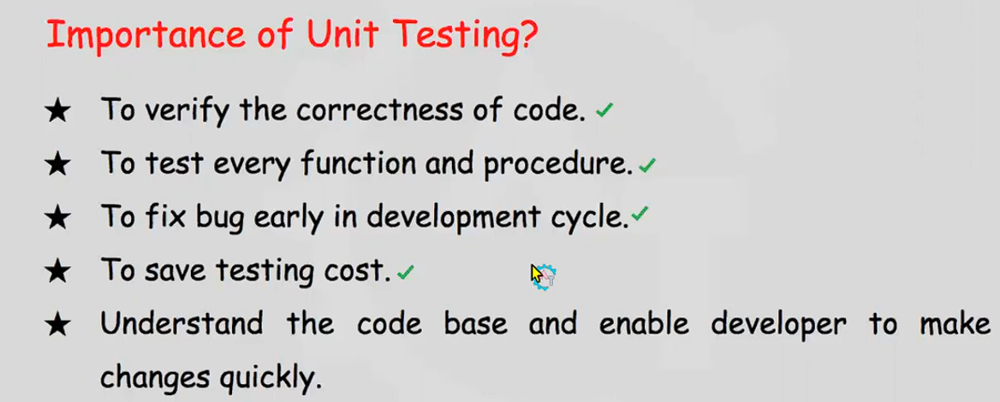 Importance of Unit Testing?
★ To verify the correctness of code. ✓
★ To test every function and procedure. ✓
★ To fix bug early in development cycle. ✓
★ To save testing cost. ✓
★ Understand the code base and enable developer to make
changes quickly.